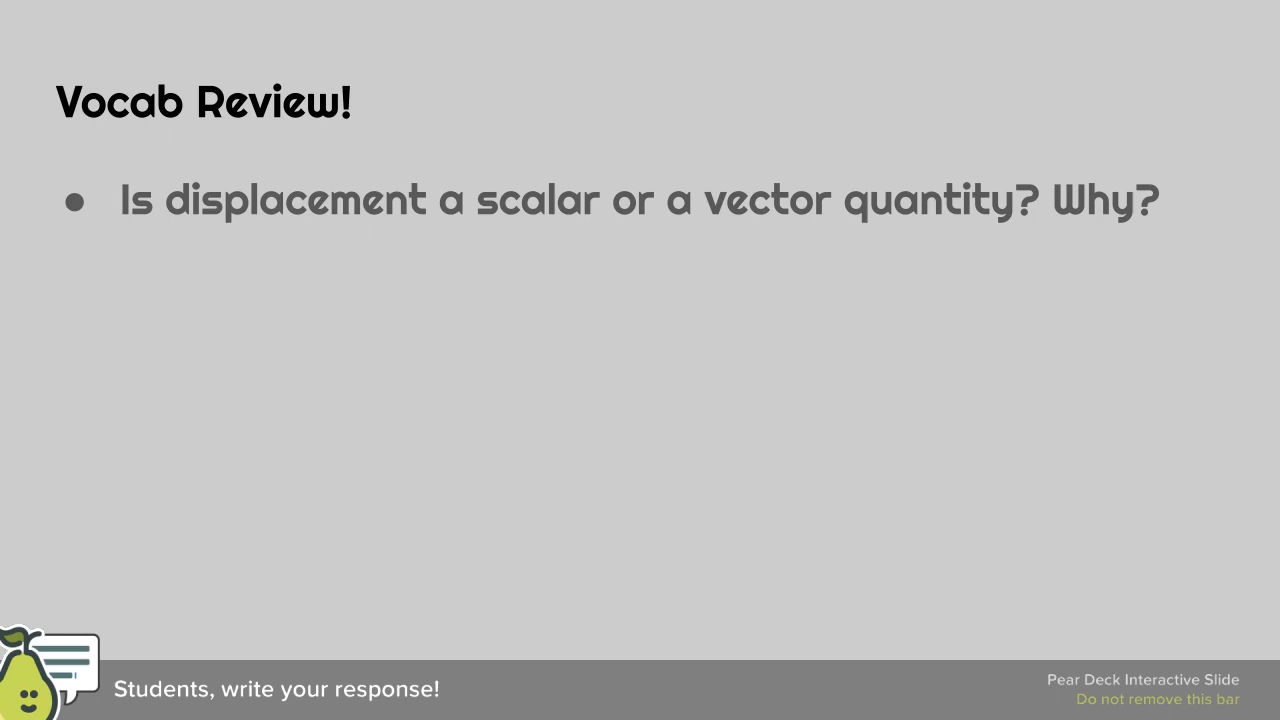 Vocab Review!
● Is displacement a scalar or a vector quantity? Why?
Students, write your response!
Pear Deck Interactive Slide
Do not remove this bar